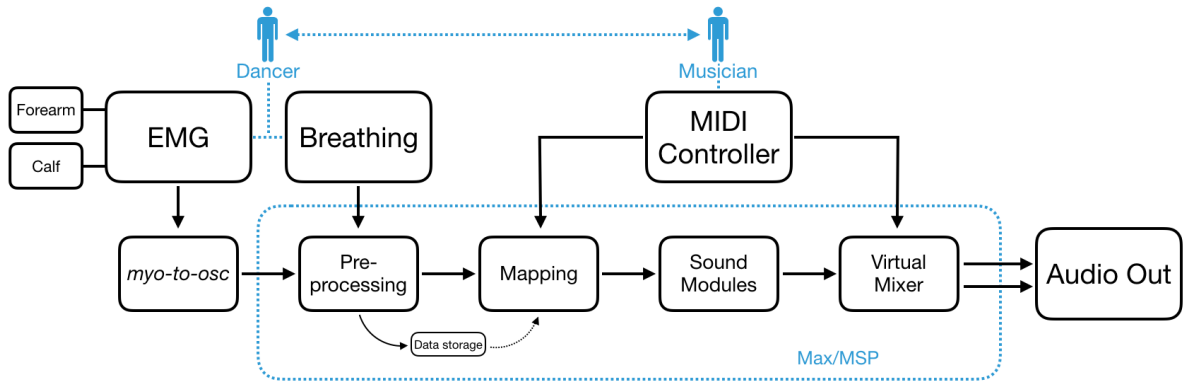 Dancer
Musician
Forearm
Calf
EMG
Breathing
MIDI
Controller
myo-to-osc
Pre-
processing
Mapping
Sound
Modules
Virtual
Mixer
Audio Out
Data storage
Max/MSP